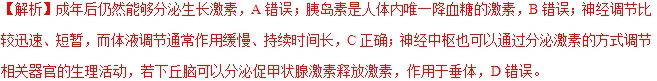 【解析】成年后仍然能够分泌生长激素，A 错误；胰岛素是人体内唯一降血糖的激素，B 错误；神经调节比
较迅速、短暂，而体液调节通常作用缓慢、持续时间长，C 正确；神经中枢也可以通过分泌激素的方式调节
相关器官的生理活动，若下丘脑可以分泌促甲状腺激素释放激素，作用于垂体，D 错误。